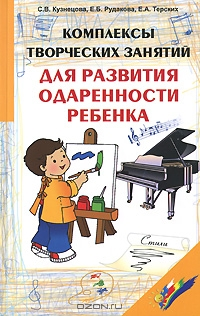 С.В. Кузнецова, Е.Б. Рудакова, Е.А. Терских
КОМПЛЕКСЫ
ТВОРЧЕСКИХ ЗАНЯТИЙ
ДЛЯ РАЗВИТИЯ
ОДАРЕННОСТИ
РЕБЕНКА
Стихи
OZON.ru